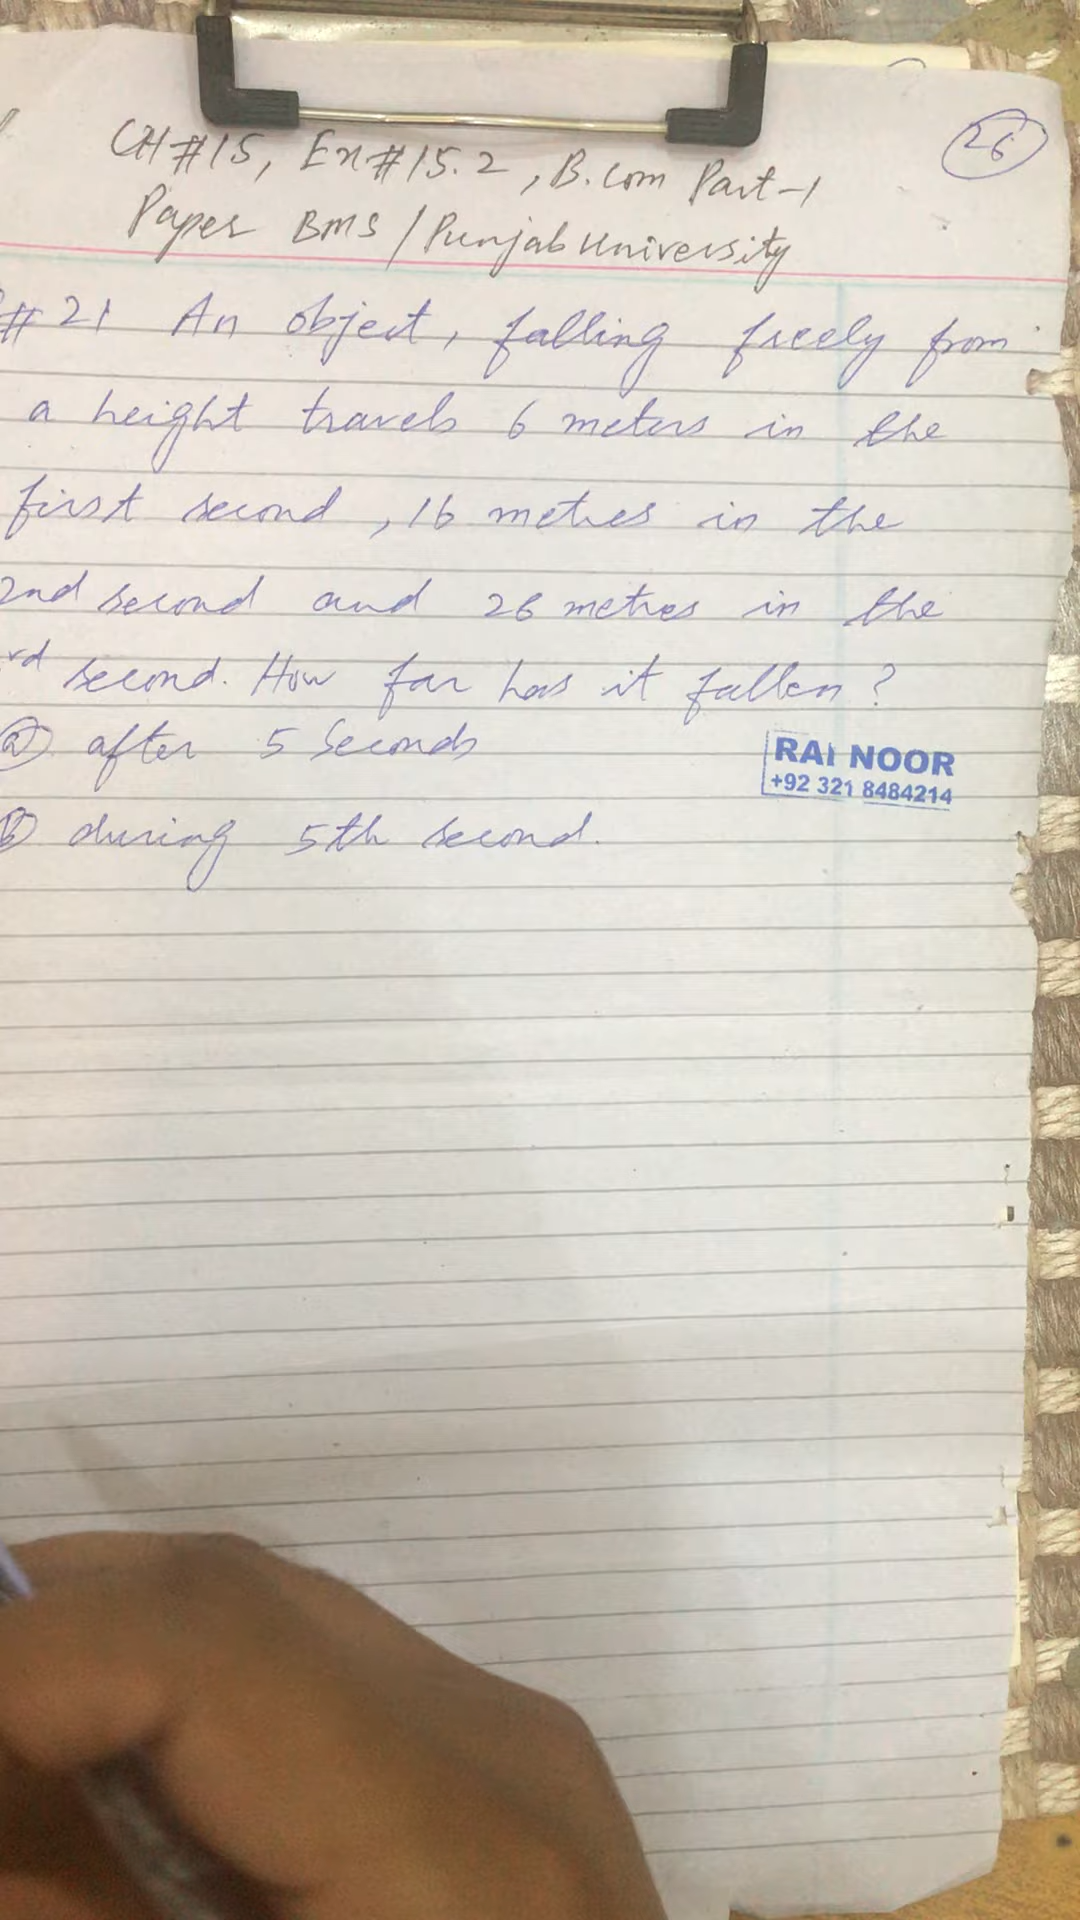 CH#15, Ex#15.2, B.com Part-1
26
Paper BMS / Punjab University
#21 An object, falling freely from
a height travels 6 meters in the
first second, 16 metres in the
2nd second and 26 metres in the
rd second. How far has it fallen?
(a) after 5 Seconds
RAI NOOR
+92 321 8484214
(b) during 5th second.